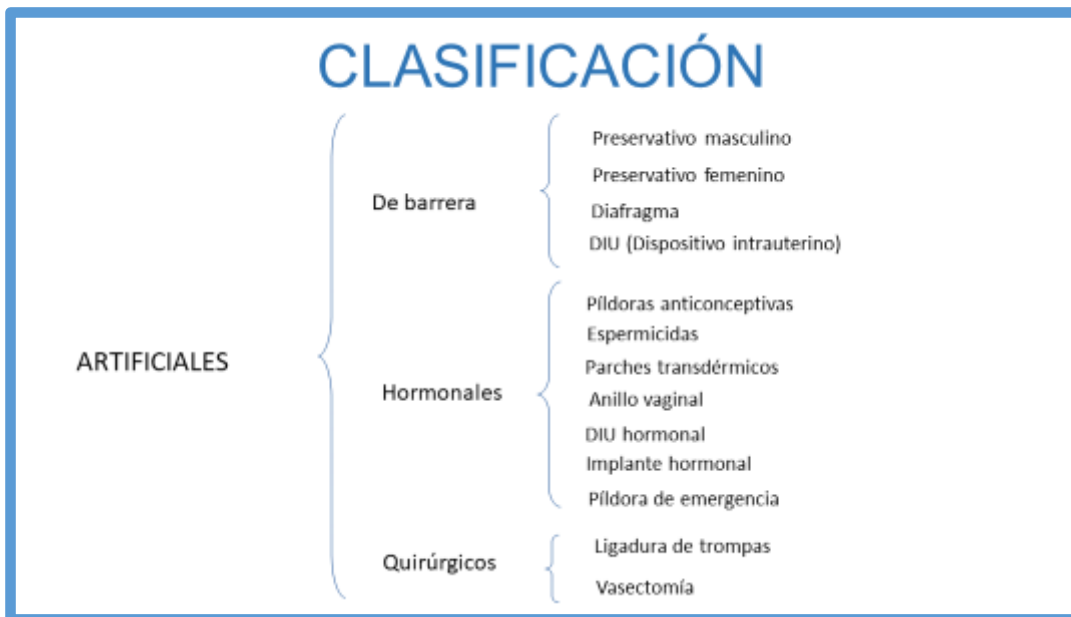 CLASIFICACIÓN
ARTIFICIALES
De barrera
Preservativo masculino
Preservativo femenino
Diafragma
DIU (Dispositivo intrauterino)
Hormonales
Píldoras anticonceptivas
Espermicidas
Parches transdérmicos
Anillo vaginal
DIU hormonal
Implante hormonal
Píldora de emergencia
Quirúrgicos
Ligadura de trompas
Vasectomía